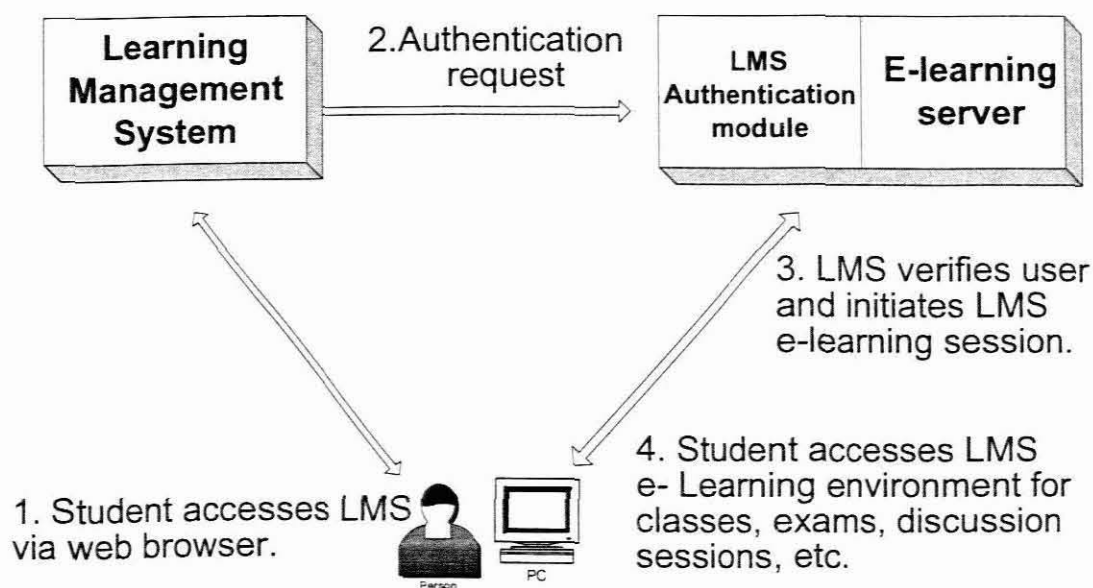 Learning
Management
System
2.Authentication
request
LMS
Authentication
module
E-learning
server
3. LMS verifies user
and initiates LMS
e-learning session.
1. Student accesses LMS
via web browser.
Person
PC
4. Student accesses LMS
e- Learning environment for
classes, exams, discussion
sessions, etc.